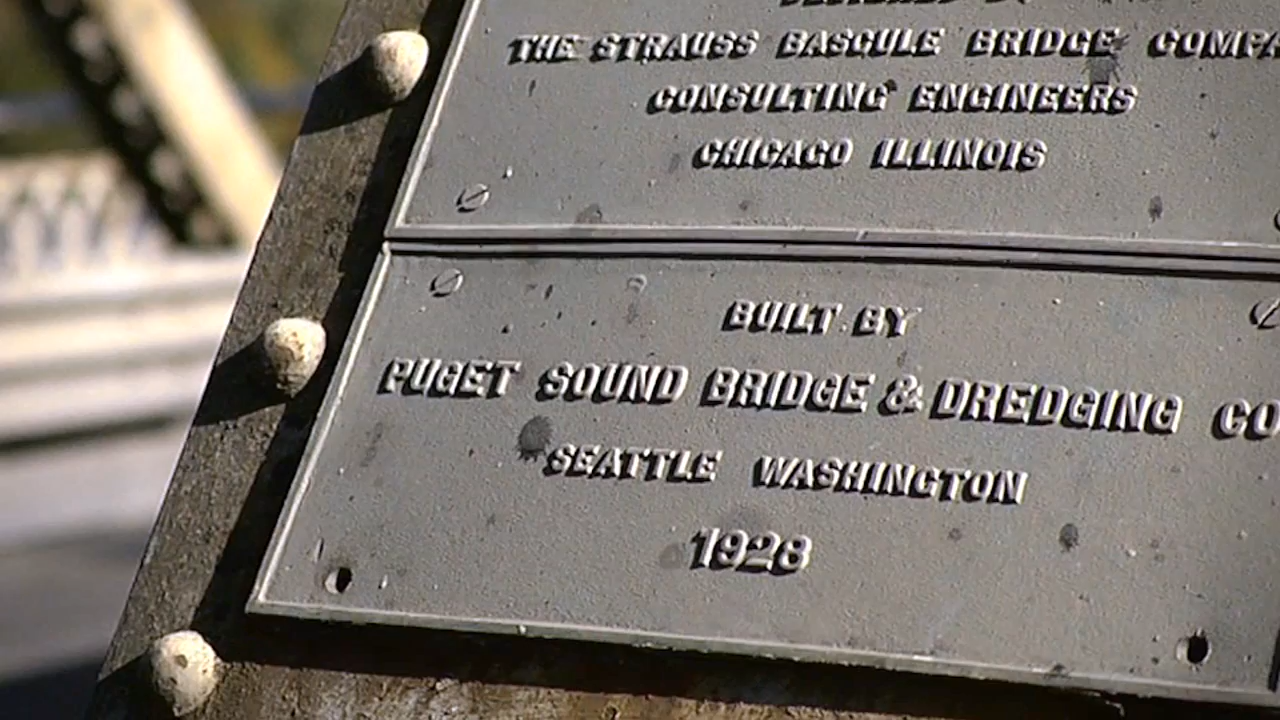 THE STRAUSS BASCULE BRIDGE COMPA
CONSULTING ENGINEERS
CHICAGO ILLINOIS
BUILT BY
PUGET SOUND BRIDGE & DREDGING CO
SEATTLE WASHINGTON
1928